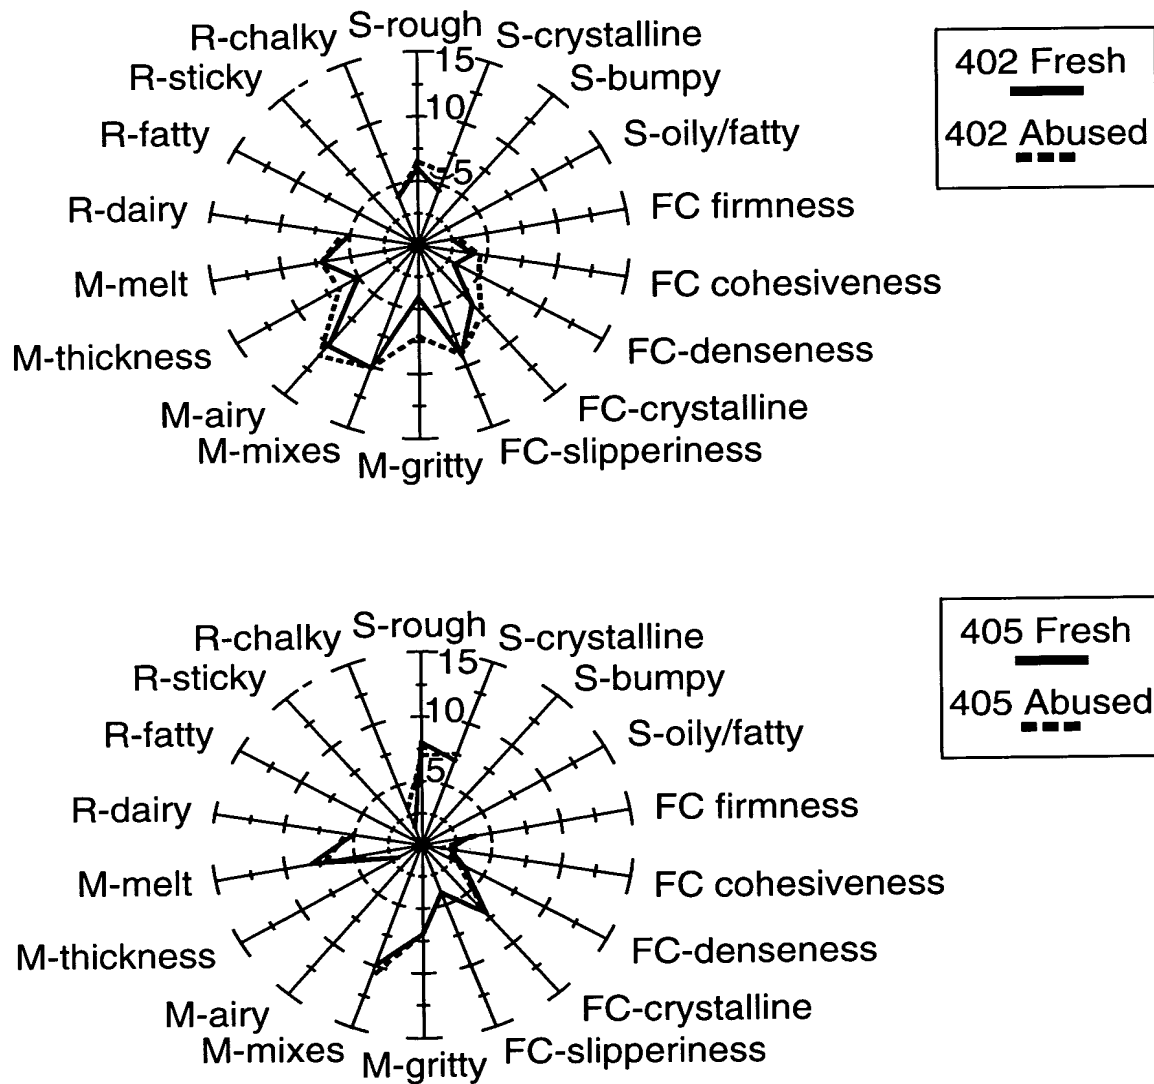 S-rough
R-chalky
S-crystalline
R-sticky
S-bumpy
R-fatty
S-oily/fatty
R-dairy
FC firmness
M-melt
FC cohesiveness
M-thickness
FC-denseness
M-airy
FC-crystalline
M-mixes
M-gritty
FC-slipperiness
15
10
5
402 Fresh
402 Abused
S-rough
R-chalky
S-crystalline
R-sticky
S-bumpy
R-fatty
S-oily/fatty
R-dairy
FC firmness
M-melt
FC cohesiveness
M-thickness
FC-denseness
M-airy
FC-crystalline
M-mixes
M-gritty
FC-slipperiness
15
10
5
405 Fresh
405 Abused